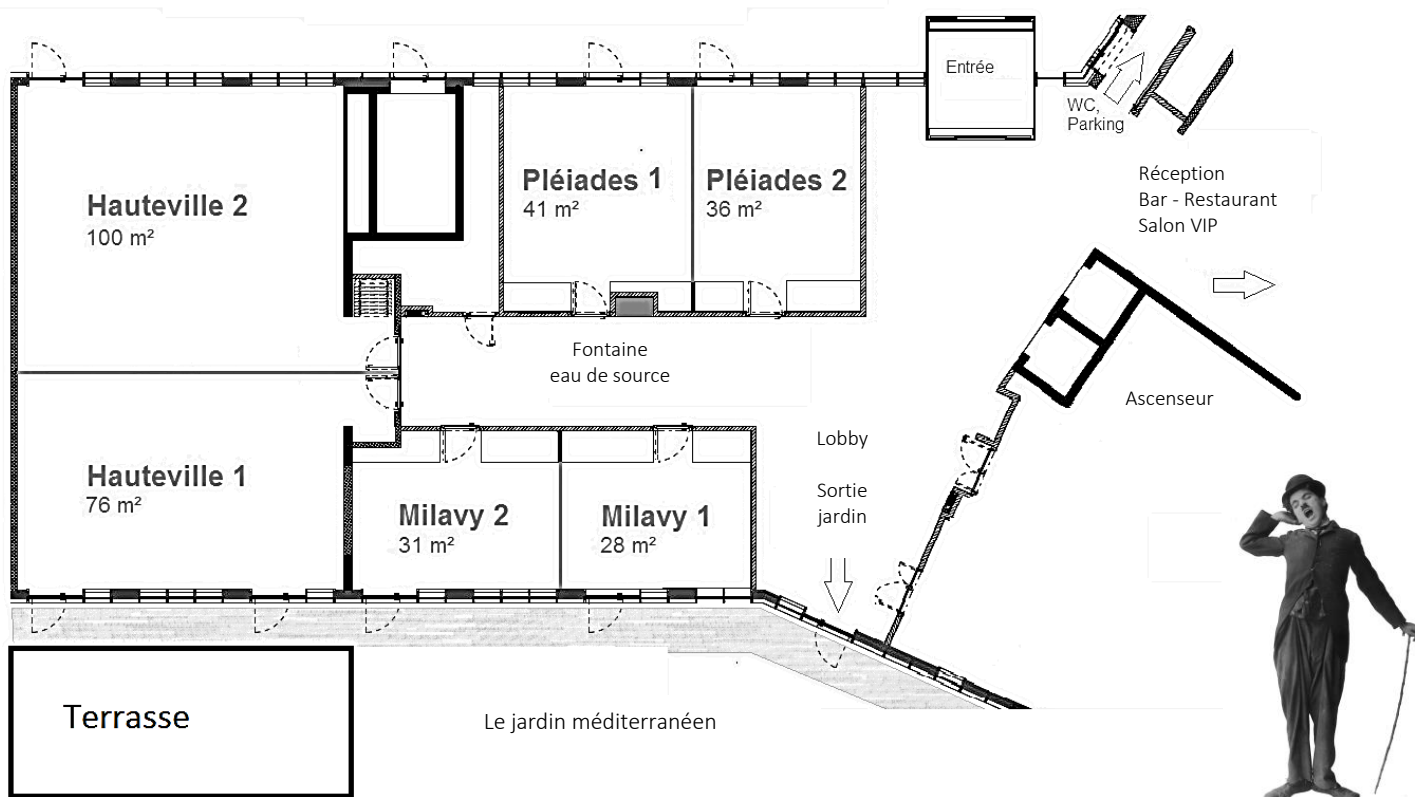 Entrée
WC,
Parking
Réception
Bar - Restaurant
Salon VIP
Hauteville 2
100 m²
Pléiades 1
41 m²
Pléiades 2
36 m²
Fontaine
eau de source
Ascenseur
Lobby
Sortie
jardin
Hauteville 1
76 m²
Milavy 2
31 m²
Milavy 1
28 m²
Terrasse
Le jardin méditerranéen